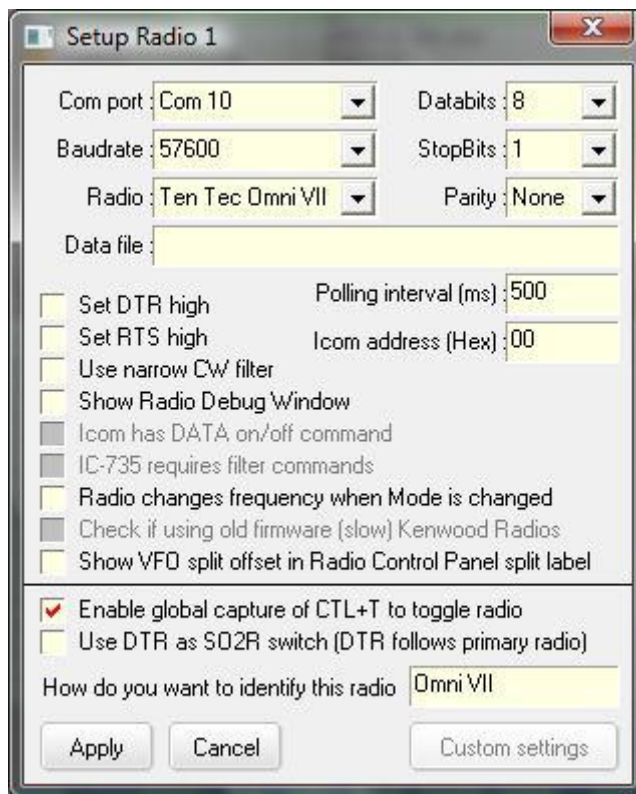 Setup Radio 1
Com port : Com 10 Databits : 8
Baudrate : 57600 StopBits : 1
Radio : Ten Tec Omni VII Parity : None
Data file :
Polling interval (ms) : 500
Set DTR high
Set RTS high
Icom address (Hex) : 00
Use narrow CW filter
Show Radio Debug Window
Icom has DATA on/off command
IC-735 requires filter commands
Radio changes frequency when Mode is changed
Check if using old firmware (slow) Kenwood Radios
Show VFO split offset in Radio Control Panel split label
Enable global capture of CTL+T to toggle radio
Use DTR as SO2R switch (DTR follows primary radio)
How do you want to identify this radio Omni VII
Apply Cancel Custom settings